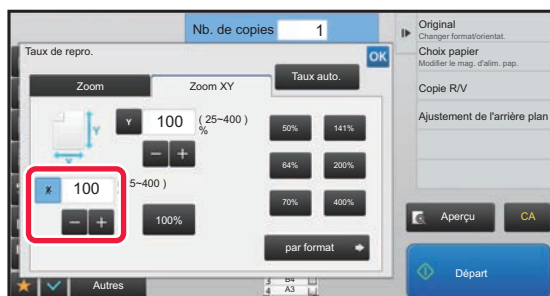 Nb. de copies 1
Taux de repro.
OK
Zoom
Zoom XY
Taux auto.
Y
Y 100 ( 25~400 )
%
X
50% 141%
64% 200%
X 100 5~400 )
70% 400%
100%
par format
Autres
B4
4 A3
Original
Changer format/orientat.
Choix papier
Modifier le mag. d'alim. pap.
Copie R/V
Ajustement de l'arrière plan
Aperçu
CA
Départ